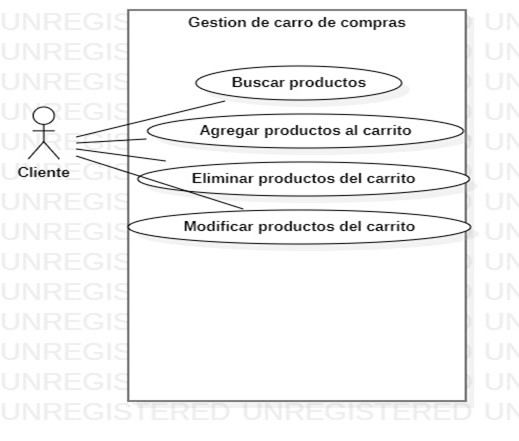 Gestion de carro de compras
Buscar productos
Agregar productos al carrito
Cliente
Eliminar productos del carrito
Modificar productos del carrito
UNREGISTERED UNREGISTERED UN